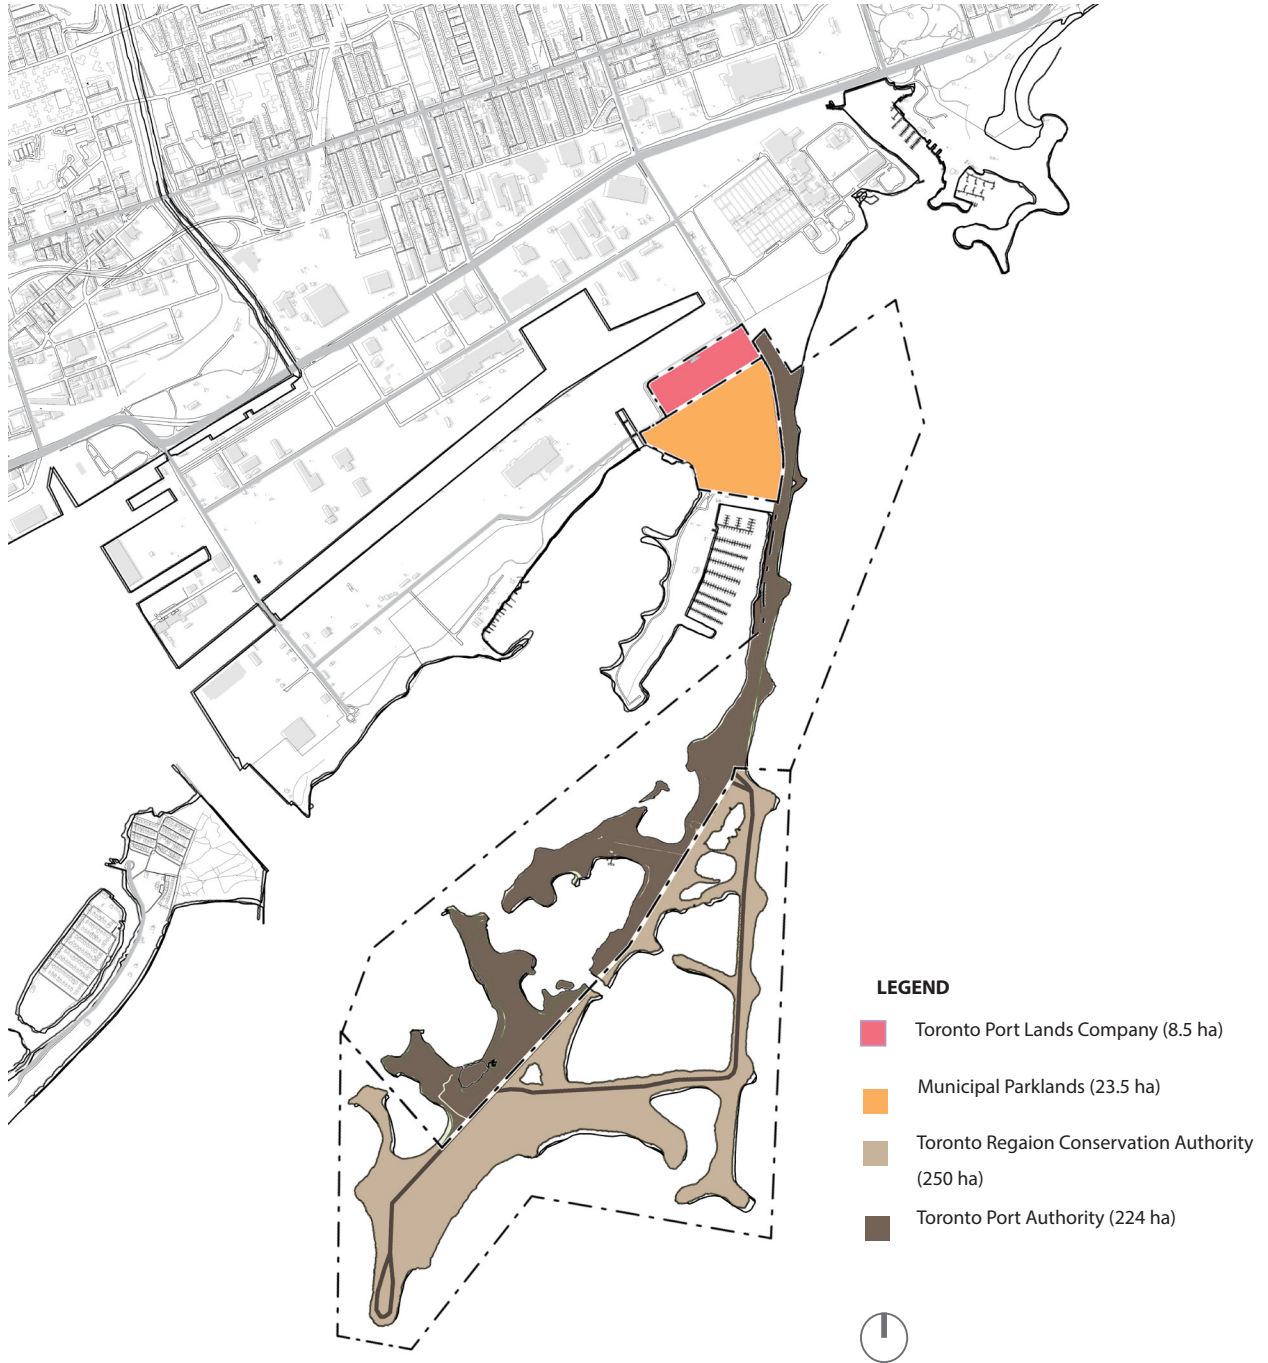 LEGEND
Toronto Port Lands Company (8.5 ha)
Municipal Parklands (23.5 ha)
Toronto Regaion Conservation Authority
(250 ha)
Toronto Port Authority (224 ha)